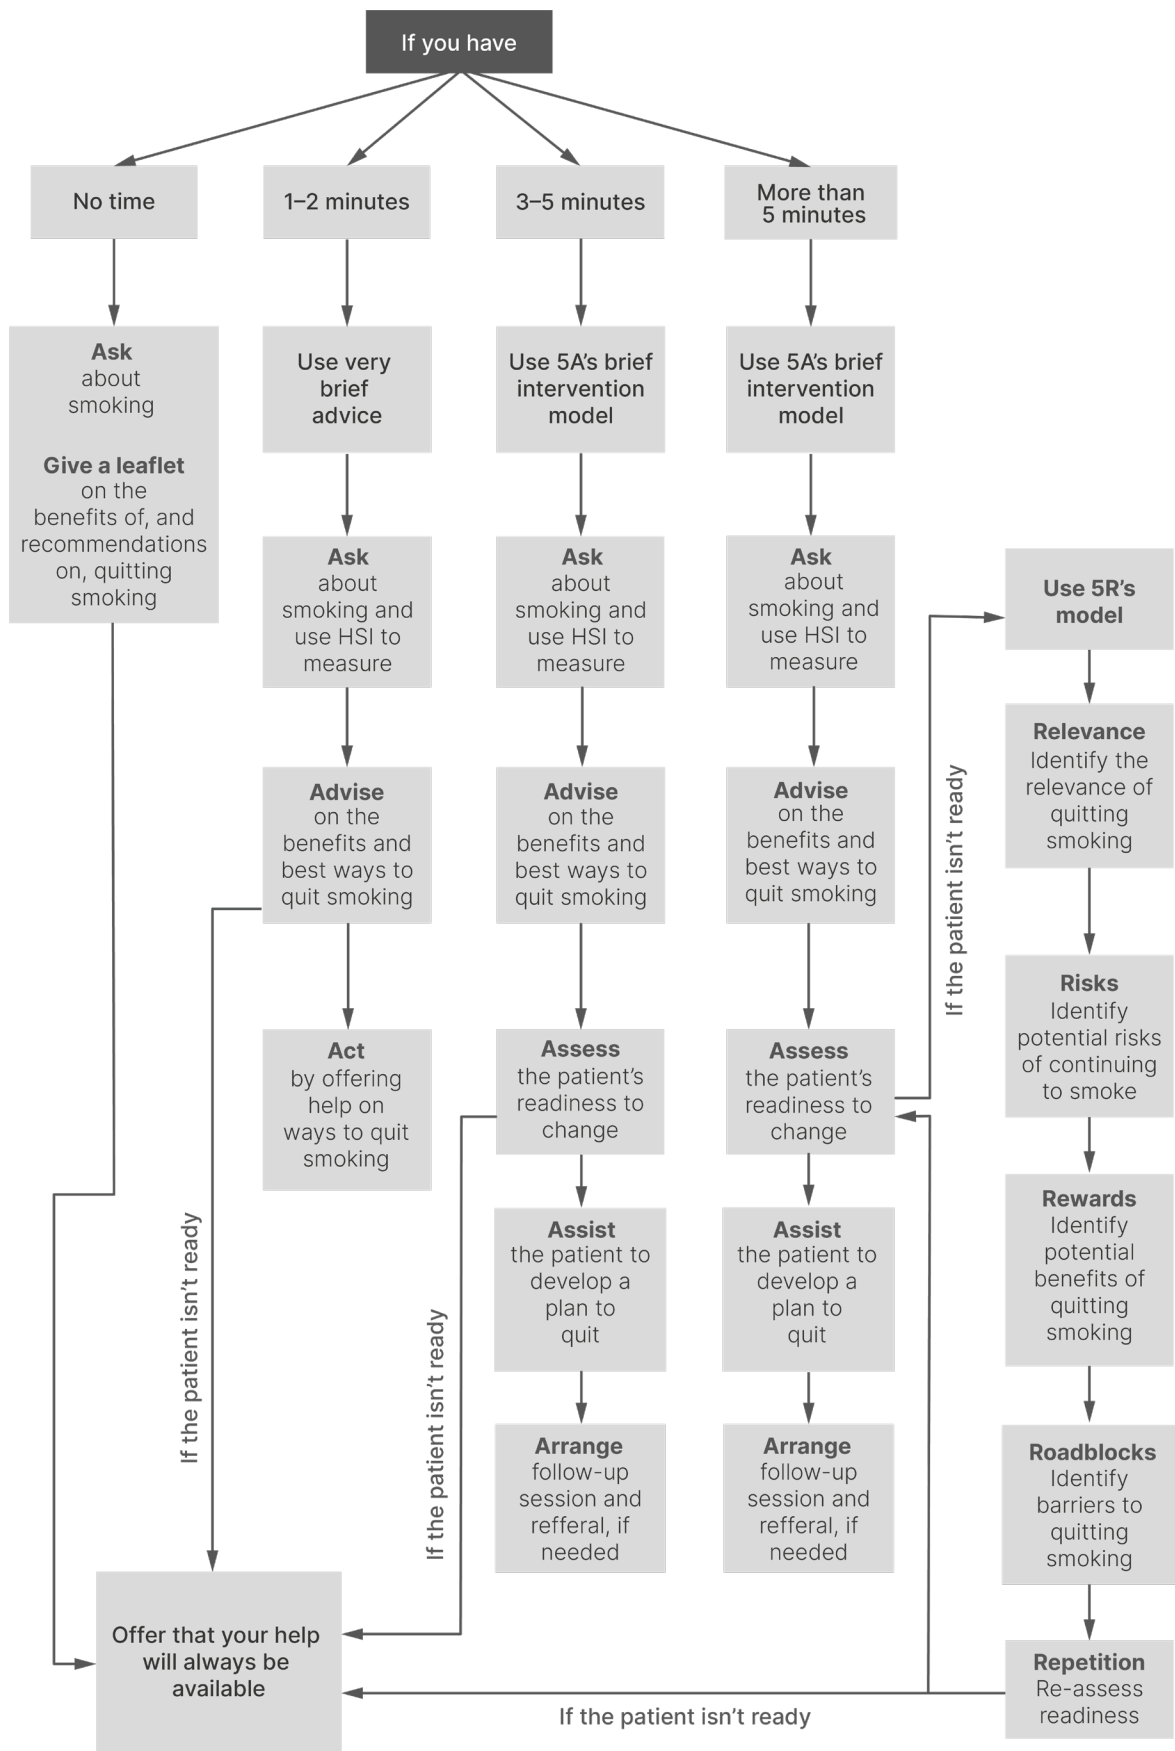 If you have
No time
1–2 minutes
3–5 minutes
More than
5 minutes
Ask
about
smoking
Give a leaflet
on the
benefits of, and
recommendations
on, quitting
smoking
Use very
brief
advice
Use 5A’s brief
intervention
model
Use 5A’s brief
intervention
model
Ask
about
smoking and
use HSI to
measure
Ask
about
smoking and
use HSI to
measure
Ask
about
smoking and
use HSI to
measure
Use 5R’s
model
Advise
on the
benefits and
best ways to
quit smoking
Advise
on the
benefits and
best ways to
quit smoking
Advise
on the
benefits and
best ways to
quit smoking
If the patient isn’t ready
Relevance
Identify the
relevance of
quitting
smoking
Act
by offering
help on
ways to quit
smoking
Assess
the patient’s
readiness to
change
Assess
the patient’s
readiness to
change
Risks
Identify
potential risks
of continuing
to smoke
If the patient isn’t ready
If the patient isn’t ready
Assist
the patient to
develop a
plan to
quit
Assist
the patient to
develop a
plan to
quit
Rewards
Identify
potential
benefits of
quitting
smoking
Arrange
follow-up
session and
refferal, if
needed
Arrange
follow-up
session and
refferal, if
needed
Roadblocks
Identify
barriers to
quitting
smoking
Offer that your help
will always be
available
If the patient isn’t ready
Repetition
Re-assess
readiness